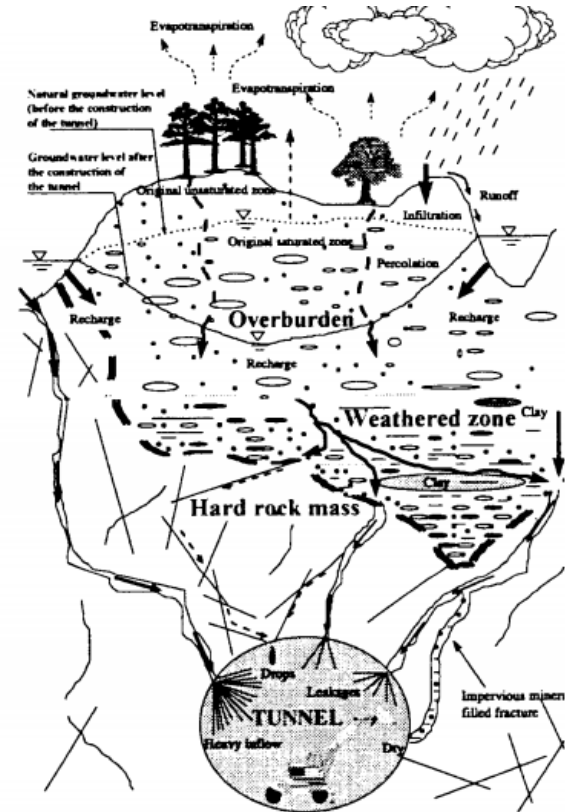 Evapotranspiration
Evapotranspiration
Natural groundwater level
(before the construction
of the tunnel)
Groundwater level after
the construction of
the tunnel
Original unsaturated zone
Runoff
Infiltration
Original saturated zone
Percolation
Recharge
Overburden
Recharge
Recharge
Weathered zone
Clay
Clay
Hard rock mass
Drops
Leakages
Impervious miner
filled fracture
TUNNEL
Heavy inflow
Dry